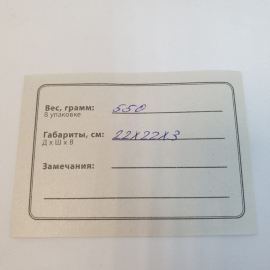 Вес, грамм: 550
В упаковке
Габариты, см: 22х22х3
Д х Ш х В
Замечания: